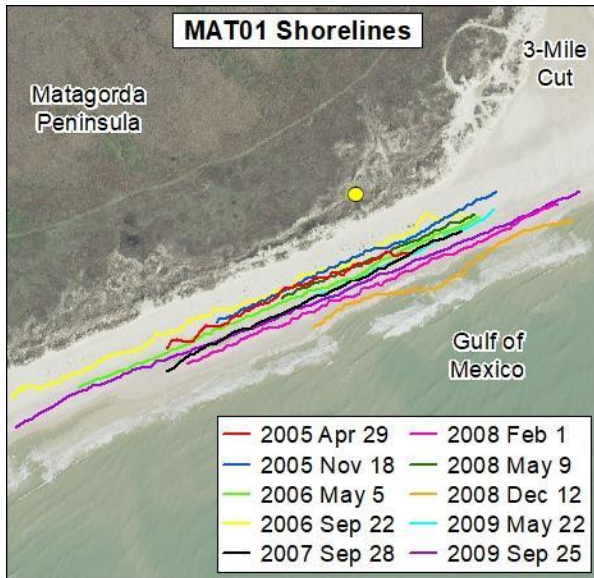 MAT01 Shorelines
3-Mile
Cut
Matagorda
Peninsula
Gulf of
Mexico
2005 Apr 29
2005 Nov 18
2006 May 5
2006 Sep 22
2007 Sep 28
2008 Feb 1
2008 May 9
2008 Dec 12
2009 May 22
2009 Sep 25